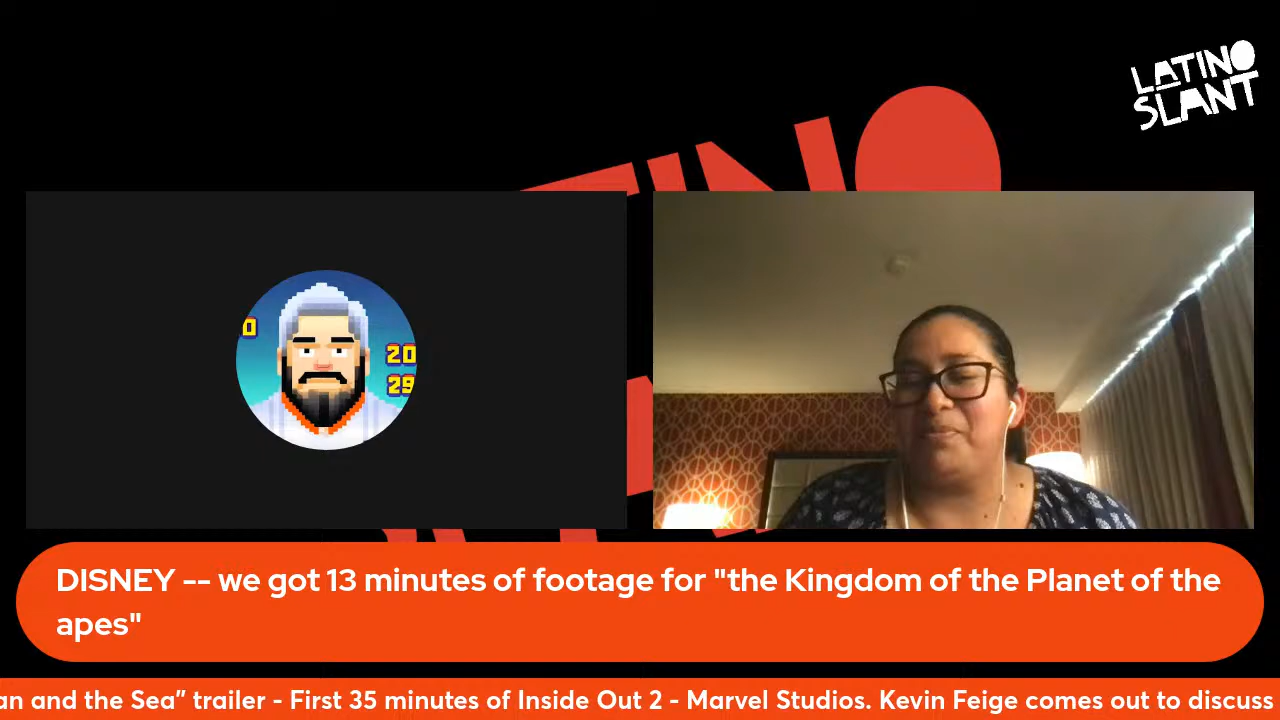 LATINO
SLANT
TINO
0
20
29
DISNEY -- we got 13 minutes of footage for "the Kingdom of the Planet of the
apes"
an and the Sea” trailer - First 35 minutes of Inside Out 2 - Marvel Studios. Kevin Feige comes out to discuss